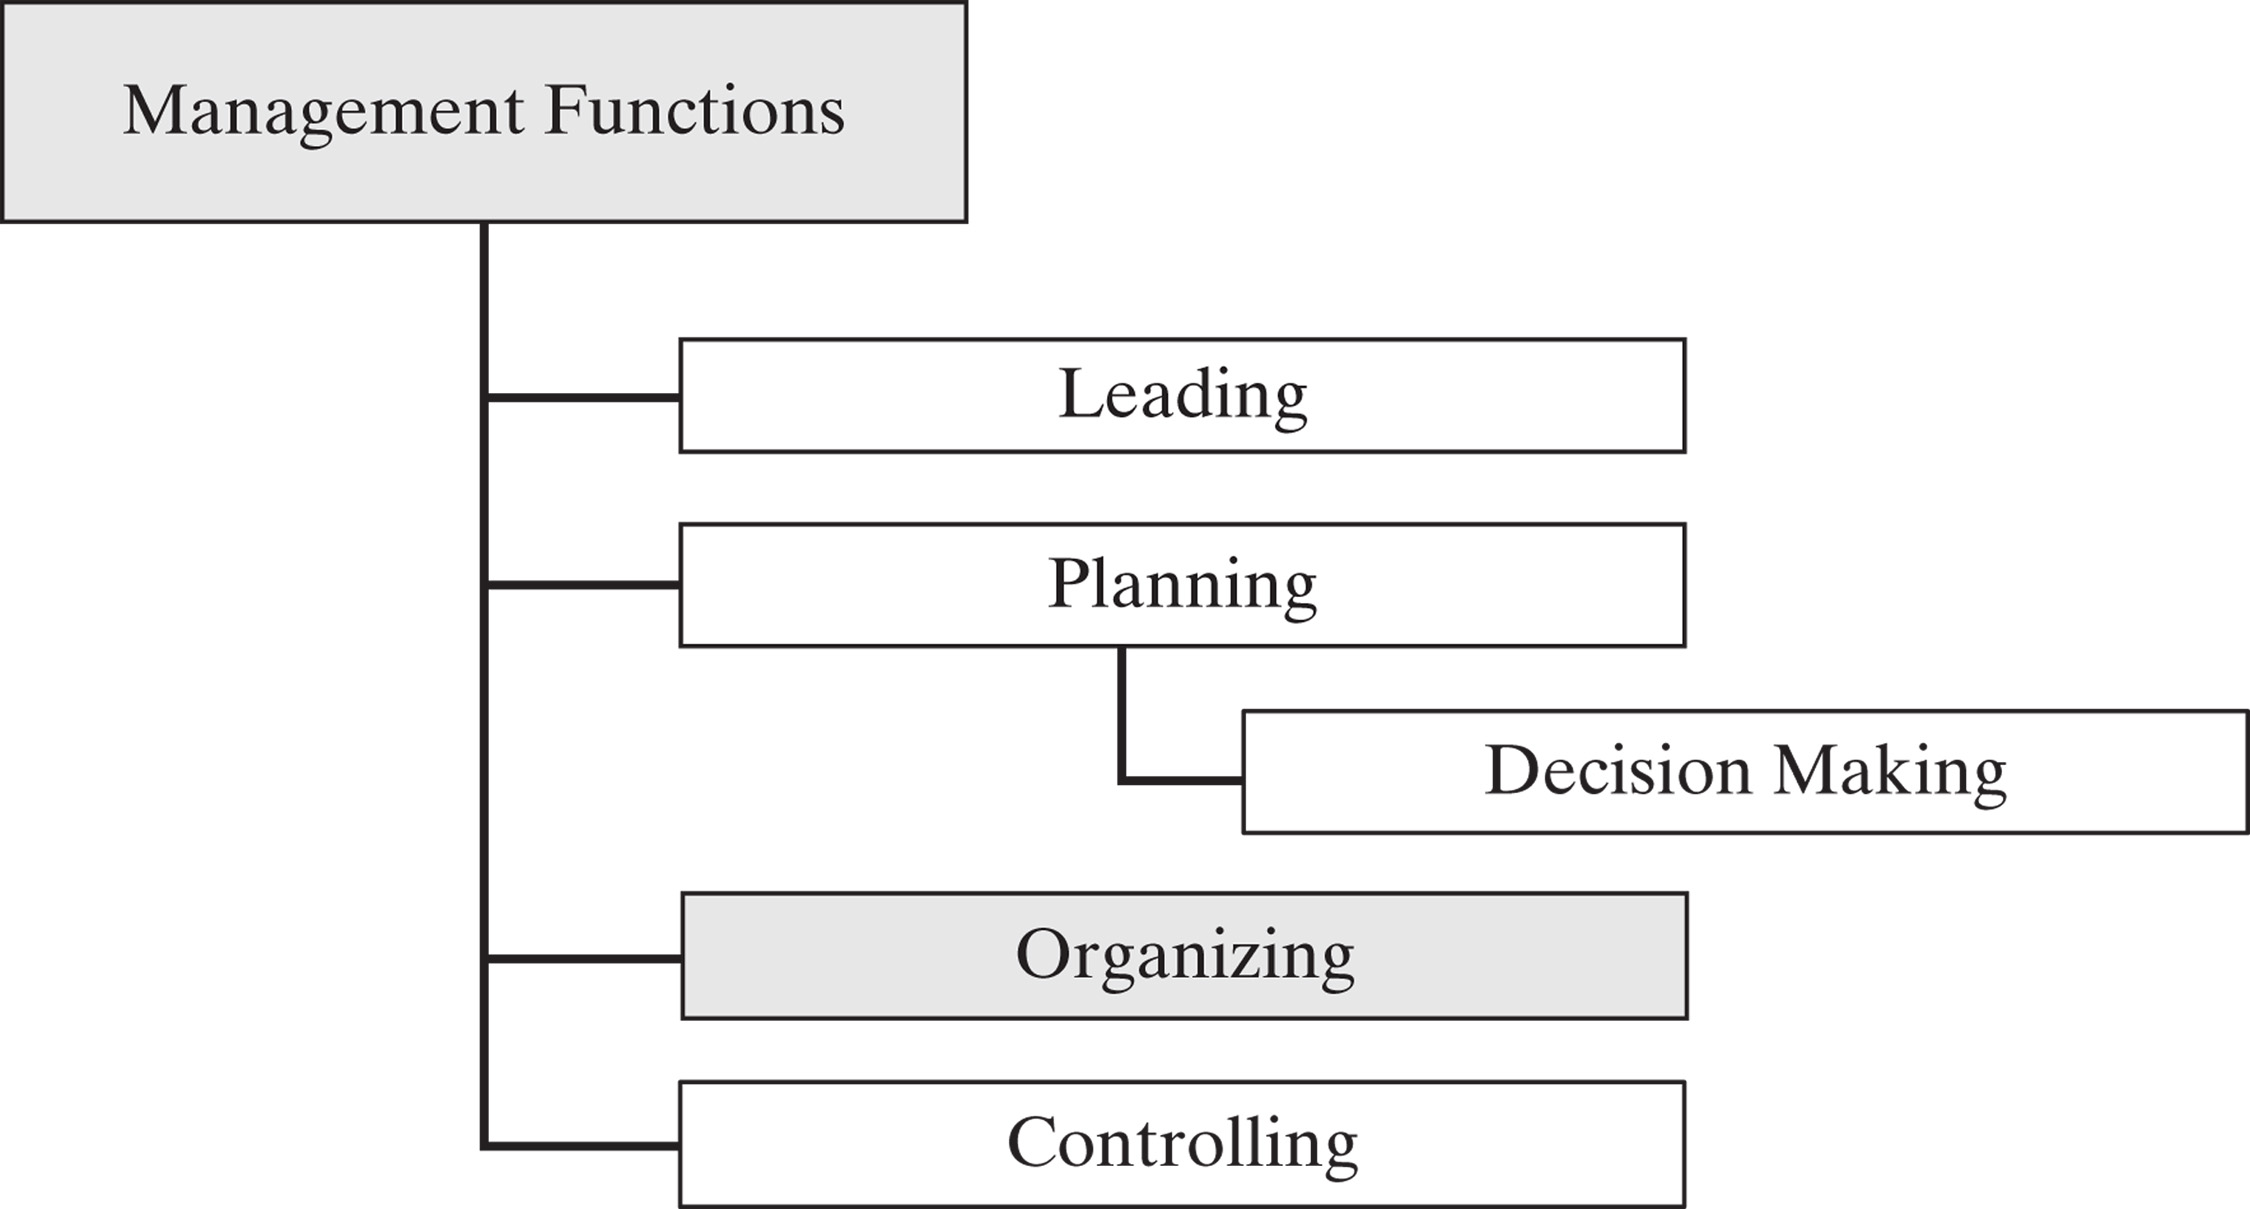 Management Functions
Leading
Planning
Decision Making
Organizing
Controlling